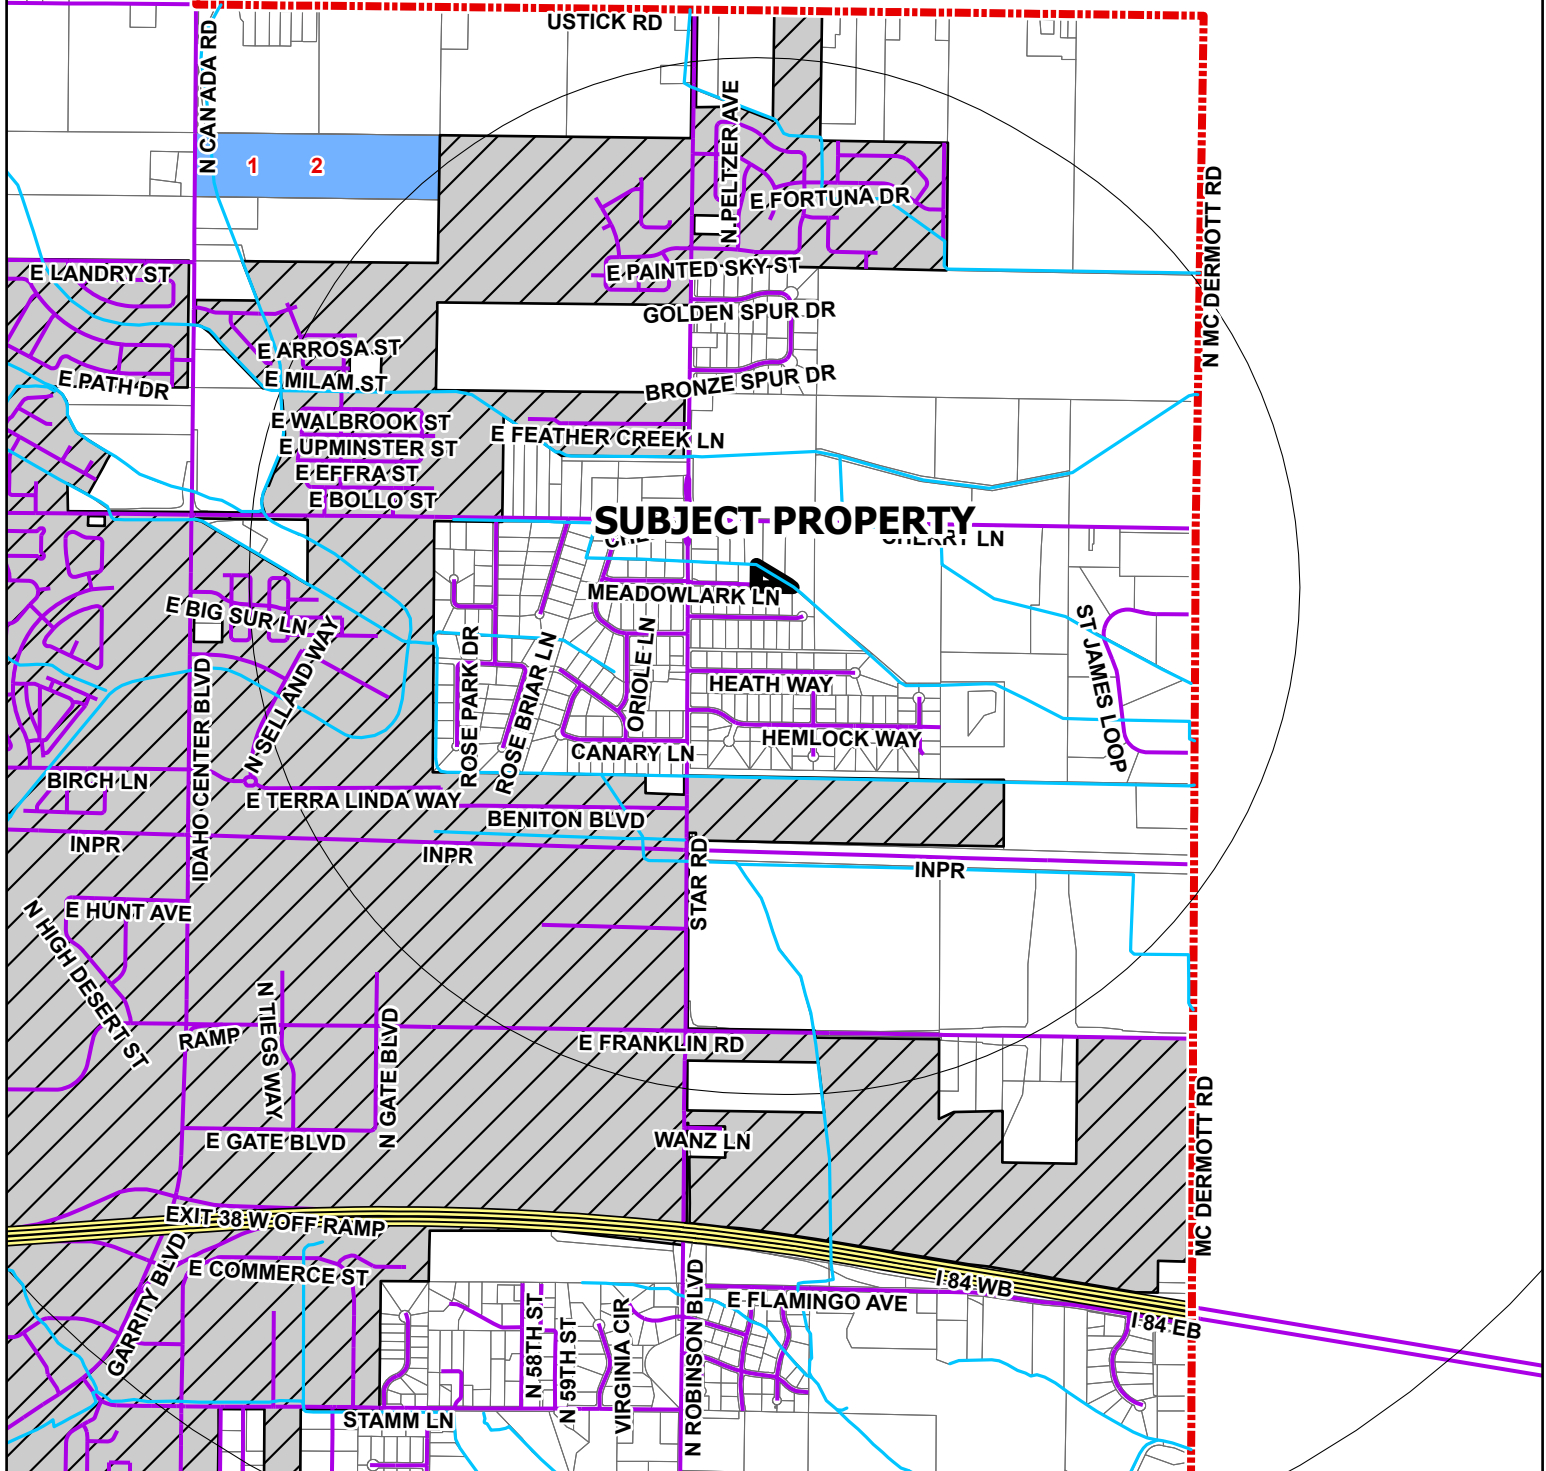 USTICK RD
N CAN ADA RD
1
2
N PELTZER AVE
E FORTUNA DR
N MC DERMOTT RD
E LANDRY ST
E PAINTED SKY ST
GOLDEN SPUR DR
E ARROSA ST
E MILAM ST
E PATH DR
BRONZE SPUR DR
E WALBROOK ST
E FEATHER CREEK LN
E UPMINSTER ST
E EFFRA ST
E BOLLO ST
SUBJECT PROPERTY
CHERRY LN
MEADOWLARK LN
E BIG SUR LN
N SELLAND WAY
ROSE PARK DR
ROSE BRIAR LN
ORIOLE LN
HEATH WAY
ST JAMES LOOP
HEMLOCK WAY
CANARY LN
IDAHO CENTER BLVD
BIRCH LN
E TERRA LINDA WAY
BENITON BLVD
INPR
INPR
INPR
STAR RD
E HUNT AVE
N HIGH DESERT ST
N TIEGS WAY
N GATE BLVD
RAMP
E FRANKLIN RD
E GATE BLVD
WANZ LN
MC DERMOTT RD
EXIT 38 W OFF RAMP
GARRITY BLVD
E COMMERCE ST
I 84 WB
I 84 EB
E FLAMINGO AVE
N 58TH ST
N 59TH ST
VIRGINIA CIR
N ROBINSON BLVD
STAMM LN